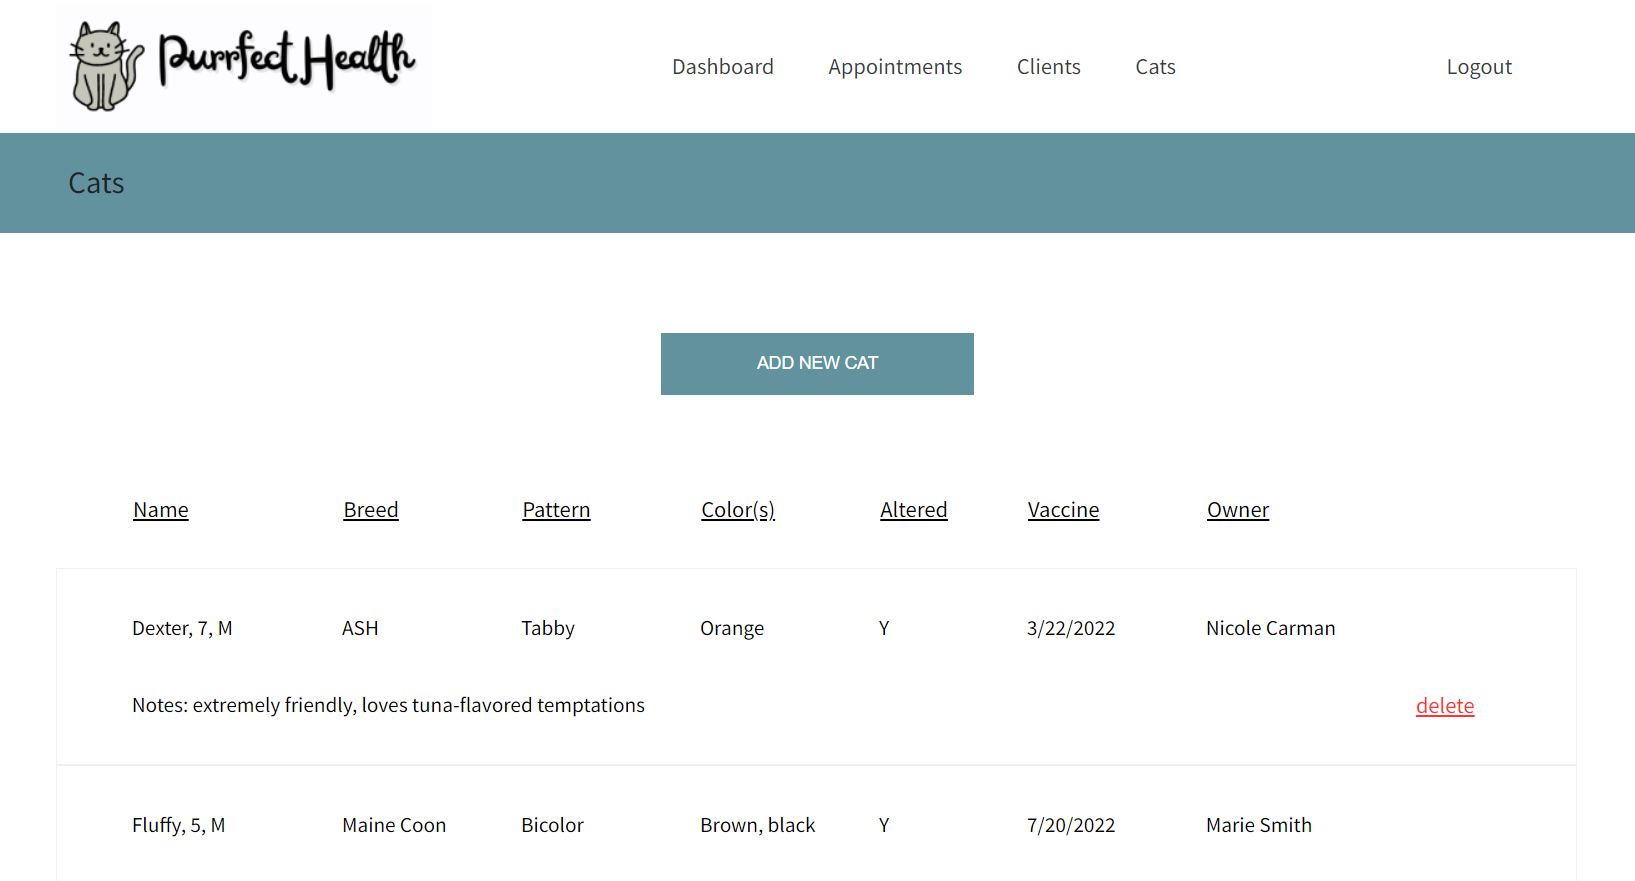 Purrfect Health
Dashboard Appointments Clients Cats Logout
Cats
ADD NEW CAT
Name Breed Pattern Color(s) Altered Vaccine Owner
Dexter, 7, M ASH Tabby Orange Y 3/22/2022 Nicole Carman
Notes: extremely friendly, loves tuna-flavored temptations delete
Fluffy, 5, M Maine Coon Bicolor Brown, black Y 7/20/2022 Marie Smith